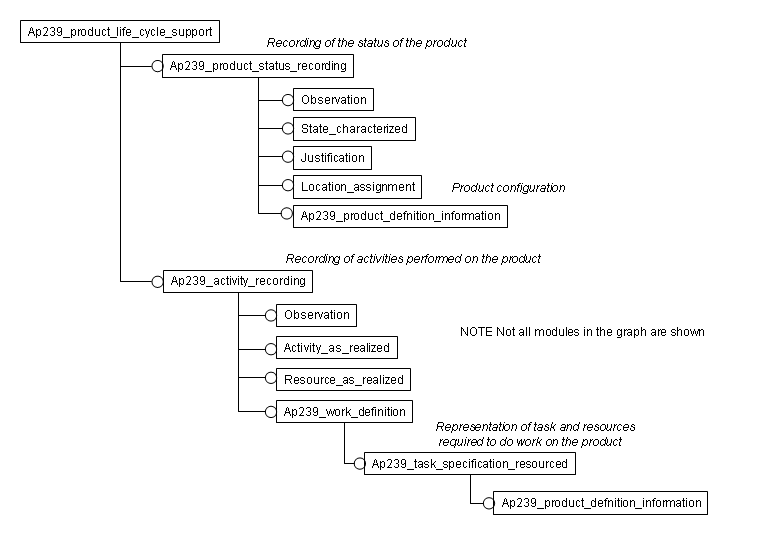 Ap239_product_life_cycle_support
Recording of the status of the product
Ap239_product_status_recording
Observation
State_characterized
Justification
Location_assignment
Product configuration
Ap239_product_defnition_information
Recording of activities performed on the product
Ap239_activity_recording
Observation
NOTE Not all modules in the graph are shown
Activity_as_realized
Resource_as_realized
Ap239_work_definition
Representation of task and resources
required to do work on the product
Ap239_task_specification_resourced
Ap239_product_defnition_information